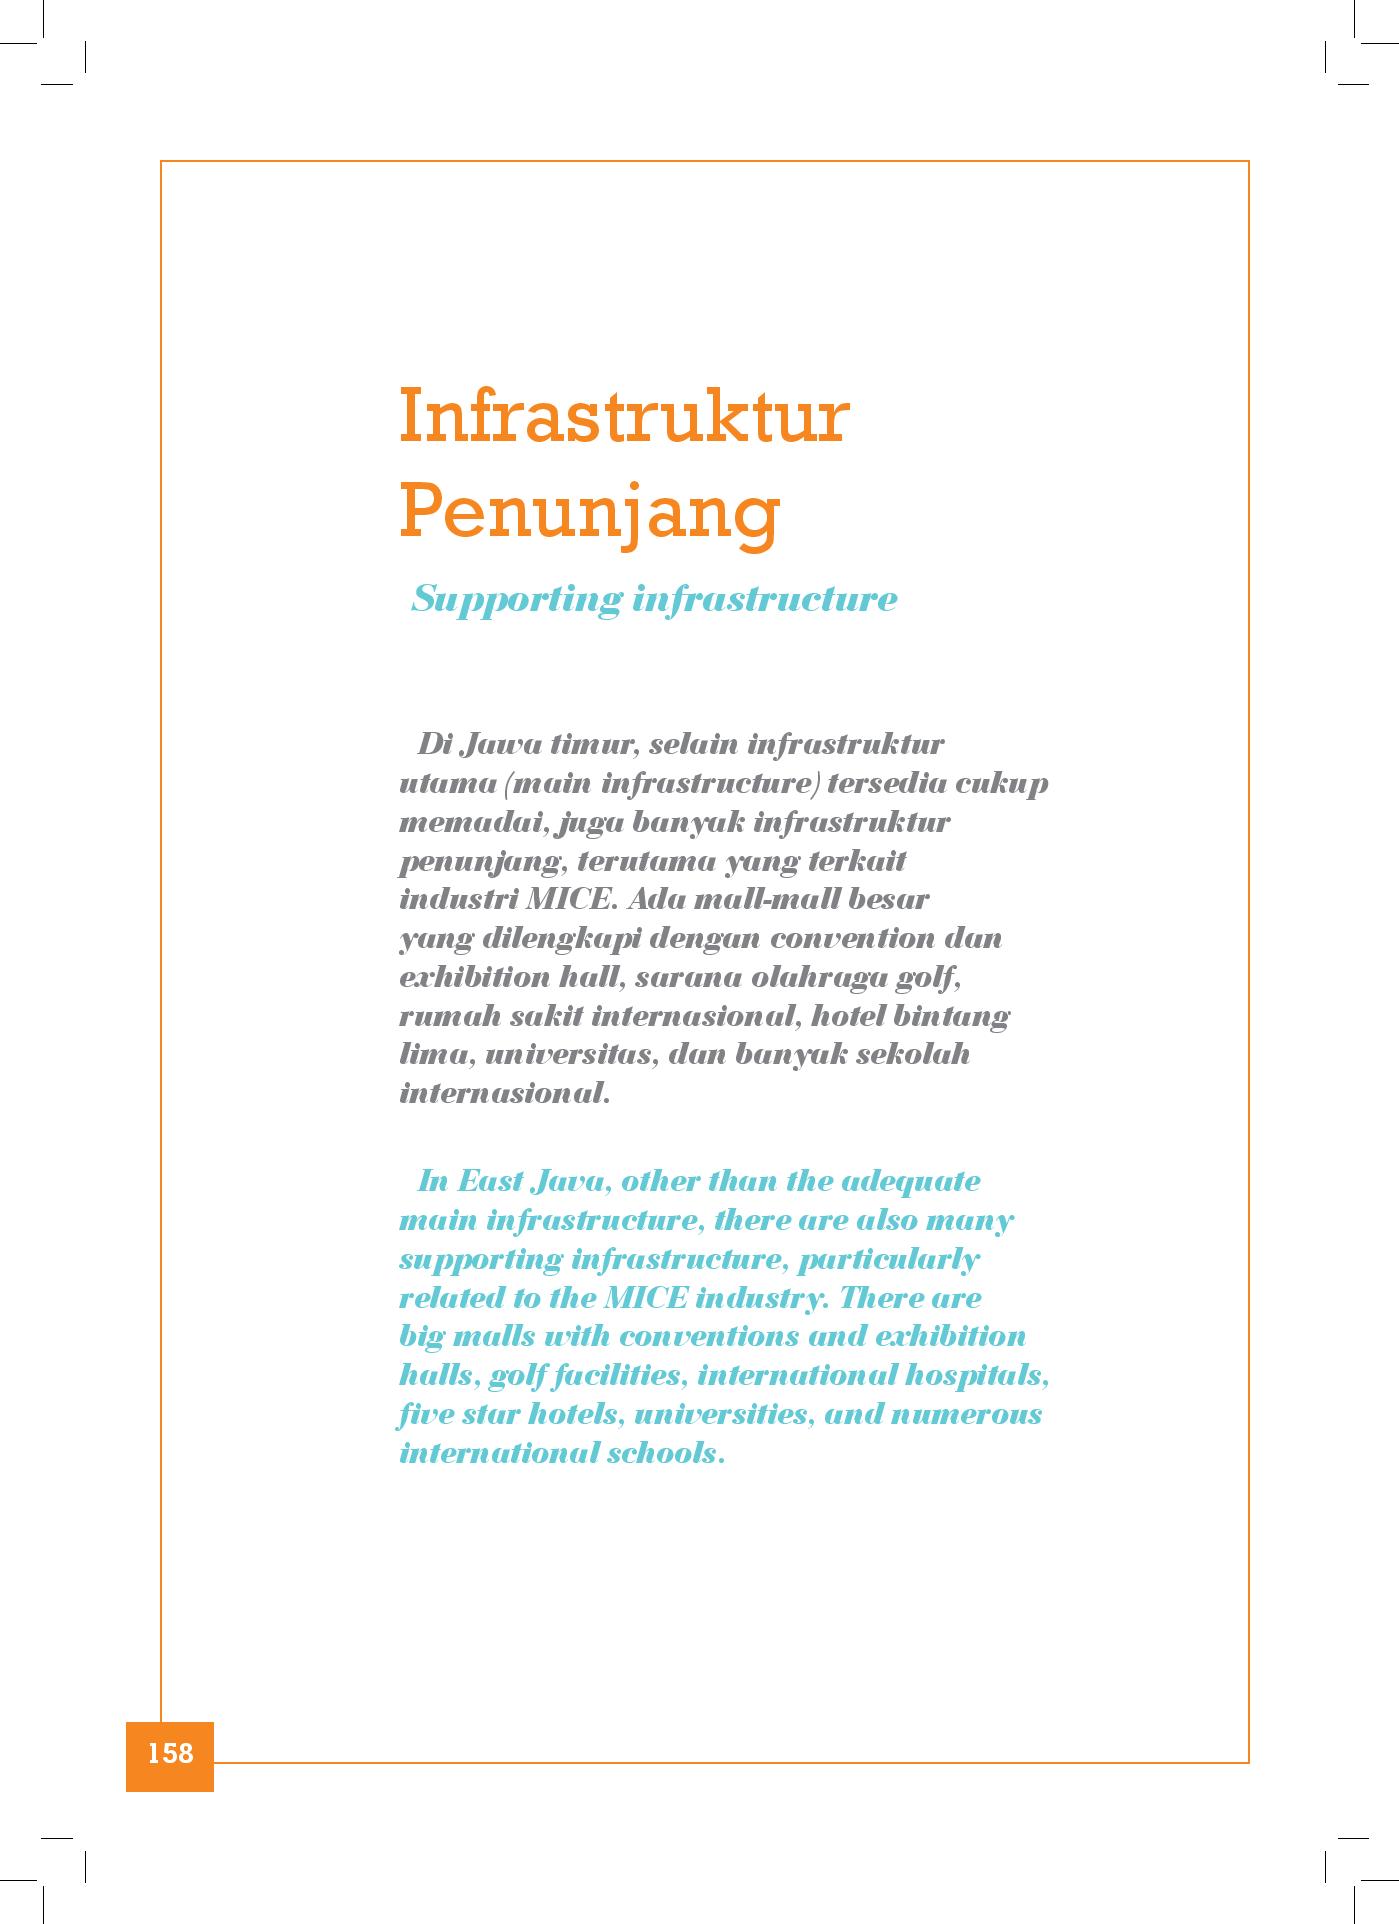 Infrastruktur
Penunjang
Supporting infrastructure
Di Jawa timur, selain infrastruktur
utama (main infrastructure) tersedia cukup
memadai, juga banyak infrastruktur
penunjang, terutama yang terkait
industri MICE. Ada mall-mall besar
yang dilengkapi dengan convention dan
exhibition hall, sarana olahraga golf,
rumah sakit internasional, hotel bintang
lima, universitas, dan banyak sekolah
internasional.
In East Java, other than the adequate
main infrastructure, there are also many
supporting infrastructure, particularly
related to the MICE industry. There are
big malls with conventions and exhibition
halls, golf facilities, international hospitals,
five star hotels, universities, and numerous
international schools.
158